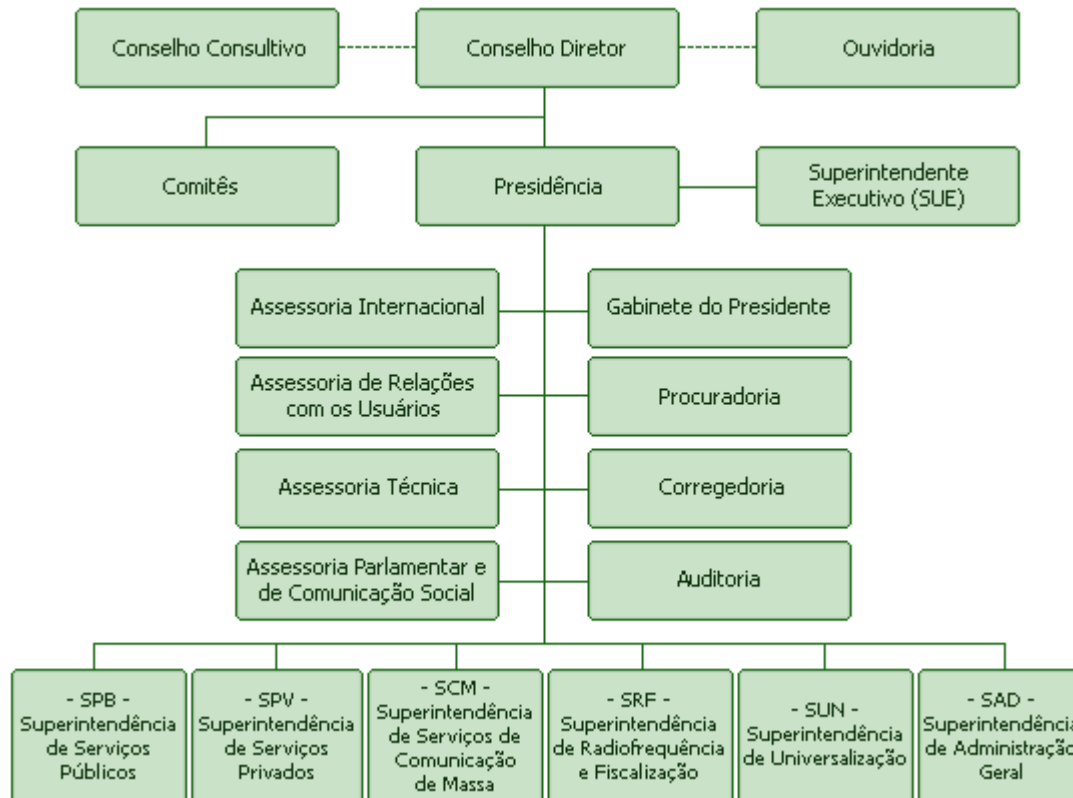 Conselho Consultivo
Conselho Diretor
Ouvidoria
Comitês
Presidência
Superintendente
Executivo (SUE)
Assessoria Internacional
Gabinete do Presidente
Assessoria de Relações
com os Usuários
Procuradoria
Assessoria Técnica
Corregedoria
Assessoria Parlamentar e
de Comunicação Social
Auditoria
- SPB -
Superintendência
de Serviços
Públicos
- SPV -
Superintendência
de Serviços
Privados
- SCM -
Superintendência
de Serviços de
Comunicação
de Massa
- SRF -
Superintendência
de Radiofrequência
e Fiscalização
- SUN -
Superintendência
de Universalização
- SAD -
Superintendência
de Administração
Geral